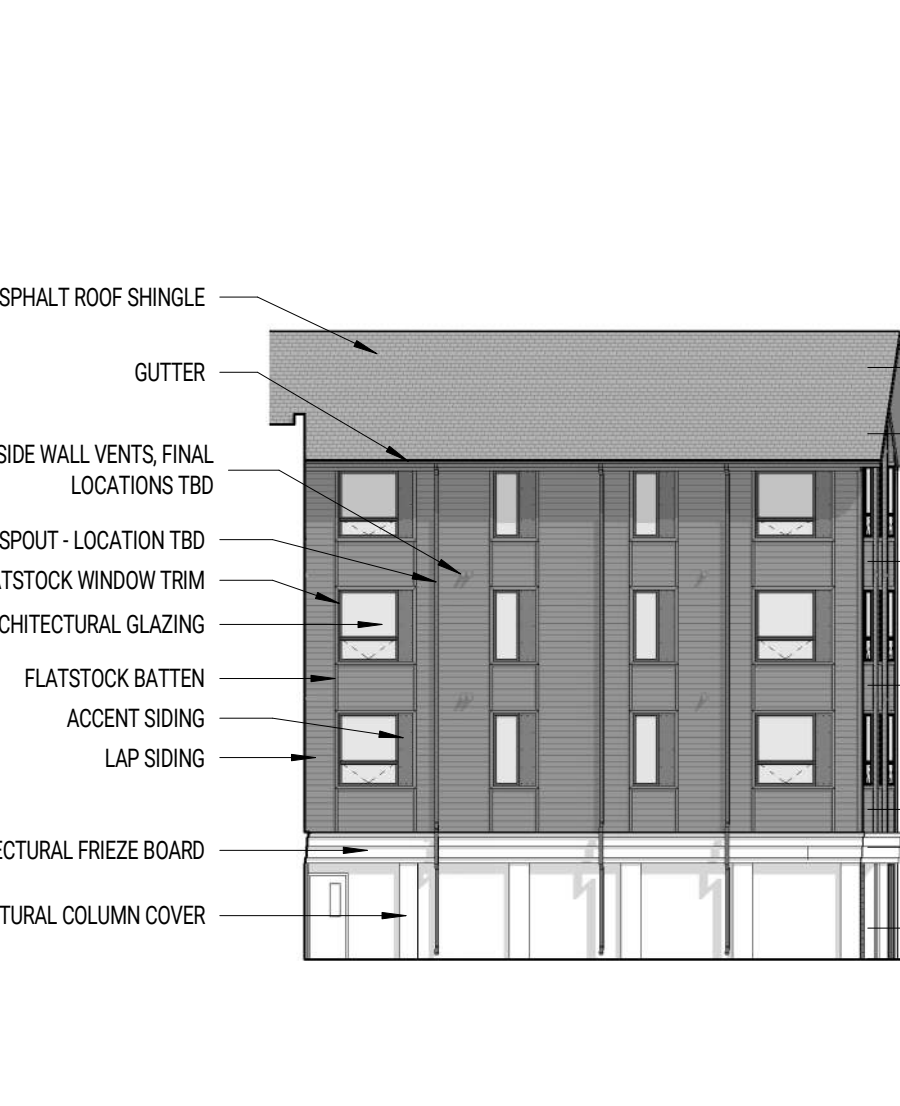 SPHALT ROOF SHINGLE
GUTTER
SIDE WALL VENTS, FINAL
LOCATIONS TBD
SPOUT - LOCATION TBD
ATSTOCK WINDOW TRIM
CHITECTURAL GLAZING
FLATSTOCK BATTEN
ACCENT SIDING
LAP SIDING
ECTURAL FRIEZE BOARD
TURAL COLUMN COVER